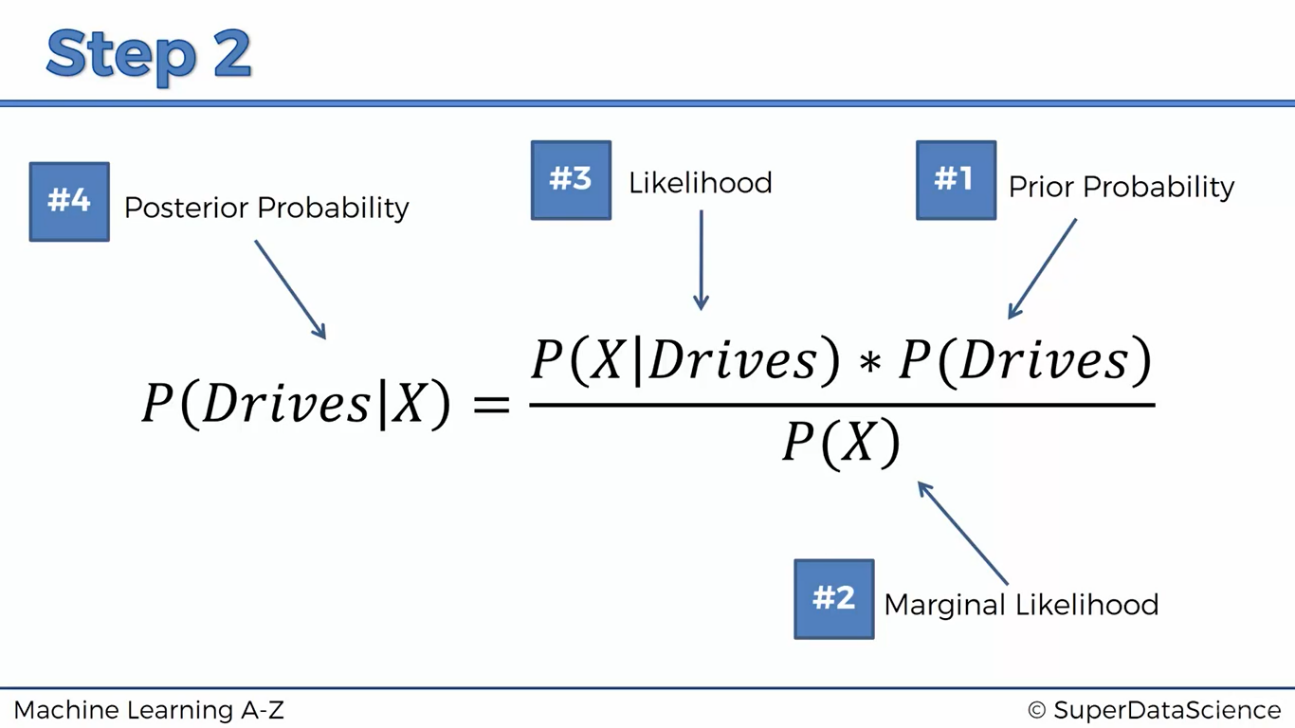 Step 2
#4 Posterior Probability
#3 Likelihood
#1 Prior Probability
P(Drives|X) = P(X|Drives) * P(Drives)
P(X)
#2 Marginal Likelihood
Machine Learning A-Z
© SuperDataScience